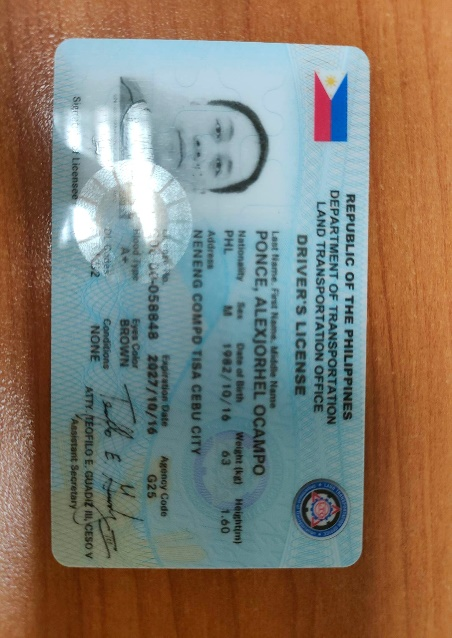 REPUBLIC OF THE PHILIPPINES
DEPARTMENT OF TRANSPORTATION
LAND TRANSPORTATION OFFICE
DRIVER'S LICENSE
Last Name, First Name, Middle Name
PONCE, ALEXJORHEL OCAMPO
Nationality Sex Date of Birth Weight (kg) Height(m)
PHL M 1982/10/16 63 1.60
Address
NENENG COMPD TISA CEBU CITY
Expiration Date Agency Code
058848 2027/10/16 G25
Blood Type Eyes Color
A+ BROWN
DL Codes Conditions
NONE
ATTY. TEOFILO E. GUADIZ III, CESO V
Assistant Secretary
Licensee